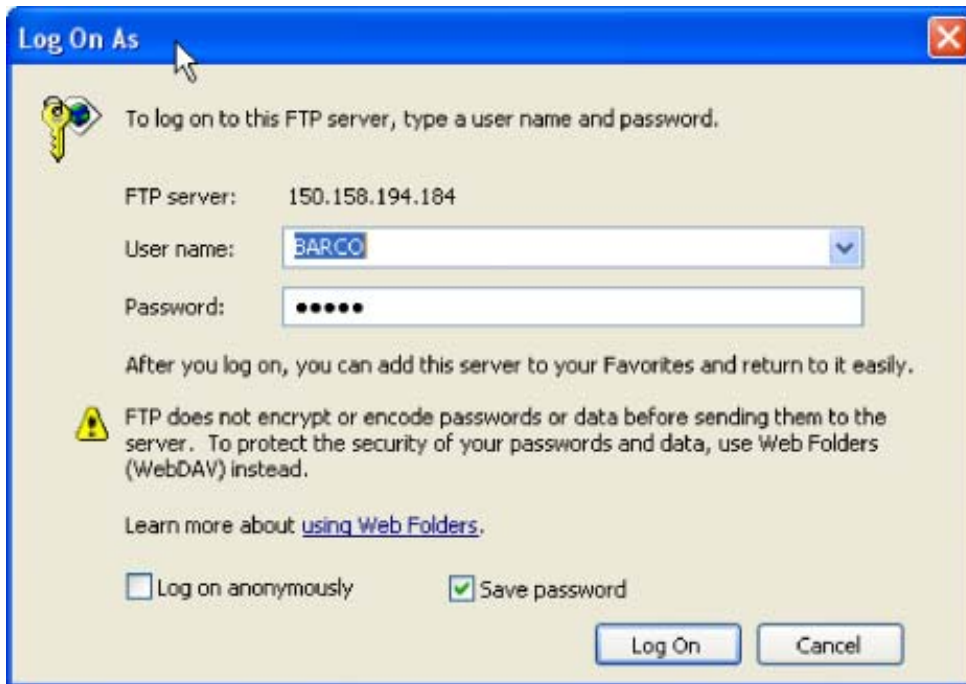 Log On As
To log on to this FTP server, type a user name and password.
FTP server: 150.158.194.184
User name: BARCO
Password: •••••
After you log on, you can add this server to your Favorites and return to it easily.
FTP does not encrypt or encode passwords or data before sending them to the
server. To protect the security of your passwords and data, use Web Folders
(WebDAV) instead.
Learn more about using Web Folders.
Log on anonymously Save password
Log On Cancel